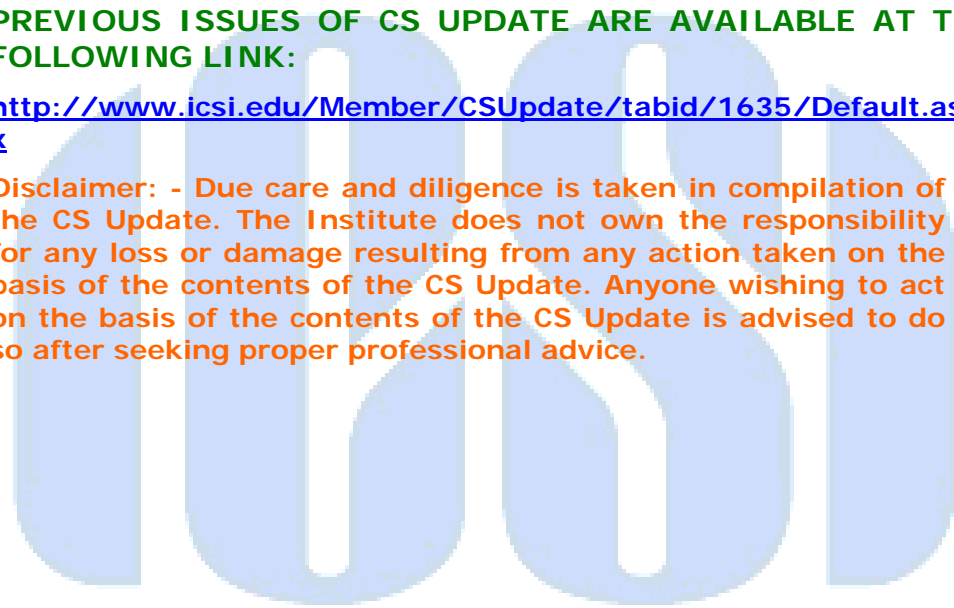 PREVIOUS ISSUES OF CS UPDATE ARE AVAILABLE AT T
FOLLOWING LINK:
http://www.icsi.edu/Member/CSUpdate/tabid/1635/Default.as
x
Disclaimer: - Due care and diligence is taken in compilation of
the CS Update. The Institute does not own the responsibility
for any loss or damage resulting from any action taken on the
basis of the contents of the CS Update. Anyone wishing to act
on the basis of the contents of the CS Update is advised to do
so after seeking proper professional advice.